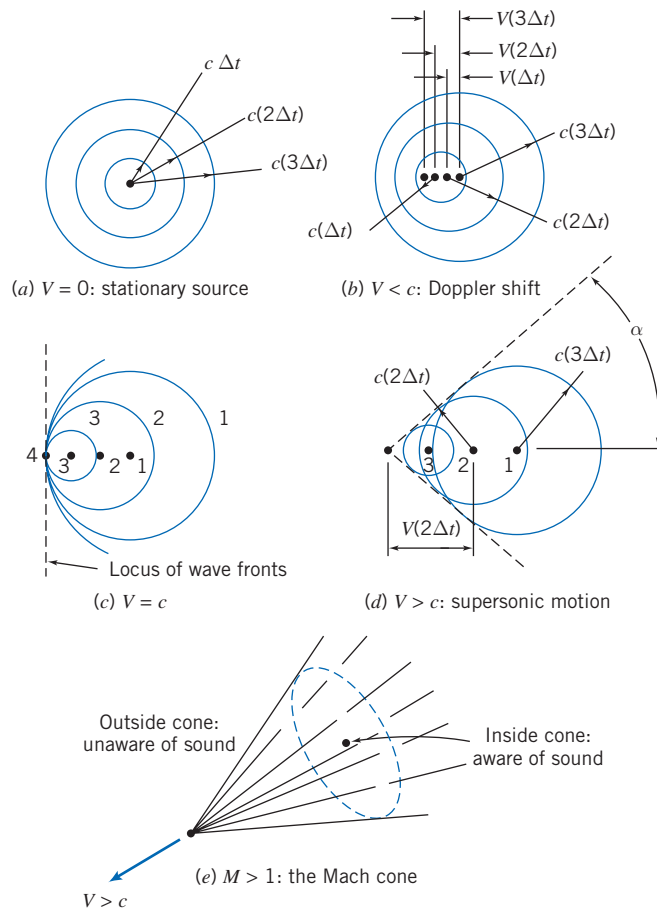 c Δt
c(2Δt)
c(3Δt)
(a) V = 0: stationary source
V(3Δt)
V(2Δt)
V(Δt)
c(3Δt)
c(Δt)
c(2Δt)
(b) V < c: Doppler shift
3 2 1
4 3 2 1
Locus of wave fronts
(c) V = c
α
c(2Δt)
c(3Δt)
3 2 1
V(2Δt)
(d) V > c: supersonic motion
Outside cone:
unaware of sound
Inside cone:
aware of sound
V > c
(e) M > 1: the Mach cone